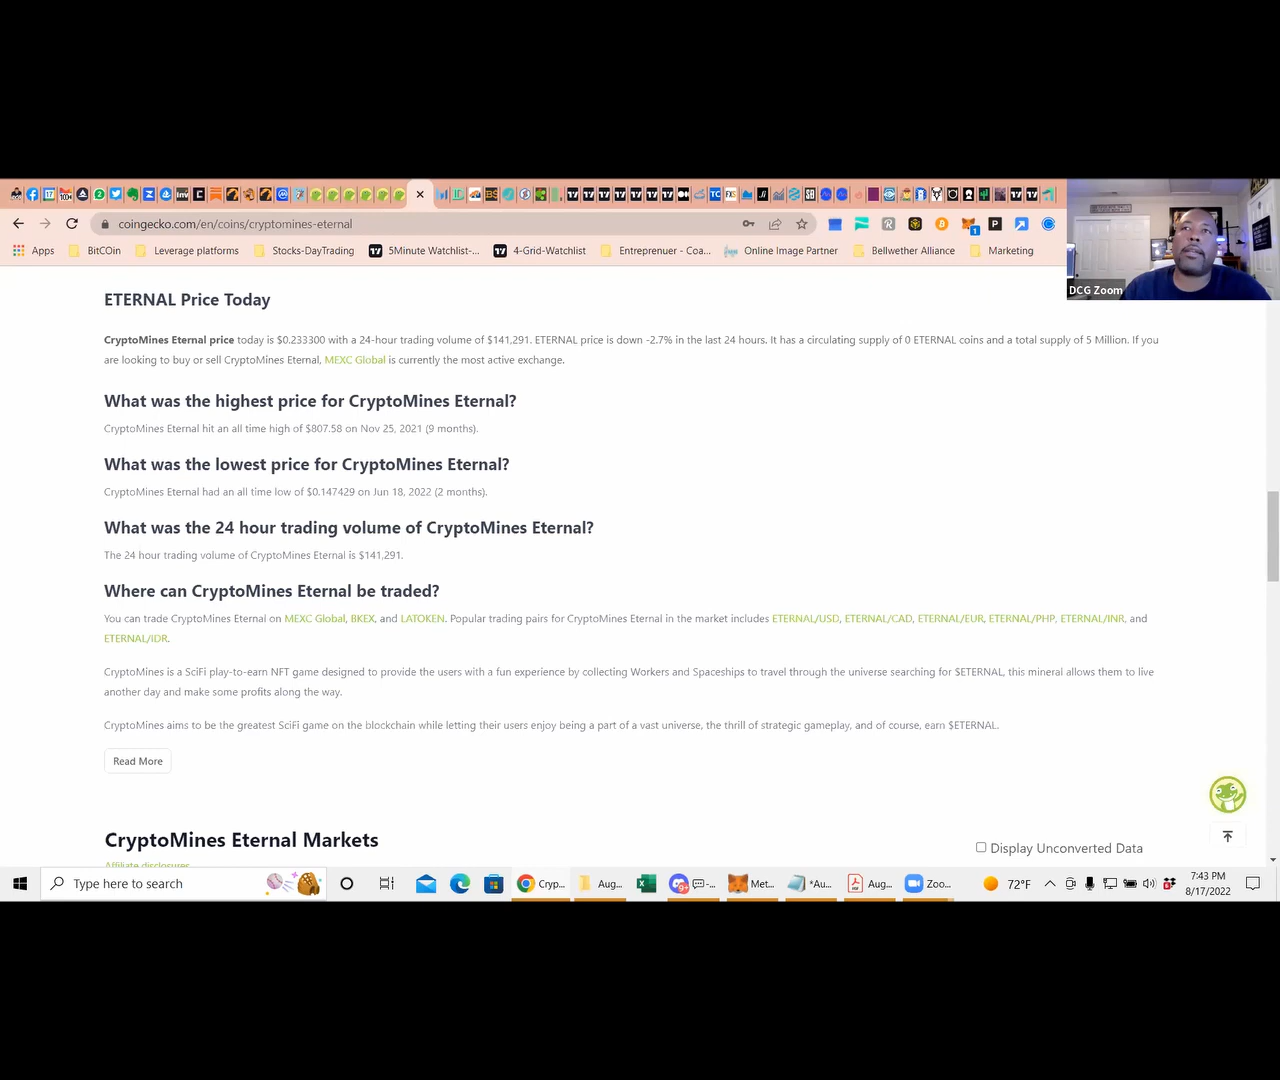 coingecko.com/en/coins/cryptomines-eternal
Apps BitCOin Leverage platforms Stocks-DayTrading 5Minute Watchlist-... 4-Grid-Watchlist Entreprenuer - Coa... Online Image Partner Bellwether Alliance Marketing
DCG Zoom
ETERNAL Price Today
CryptoMines Eternal price today is $0.233300 with a 24-hour trading volume of $141,291. ETERNAL price is down -2.7% in the last 24 hours. It has a circulating supply of 0 ETERNAL coins and a total supply of 5 Million. If you
are looking to buy or sell CryptoMines Eternal, MEXC Global is currently the most active exchange.
What was the highest price for CryptoMines Eternal?
CryptoMines Eternal hit an all time high of $807.58 on Nov 25, 2021 (9 months).
What was the lowest price for CryptoMines Eternal?
CryptoMines Eternal had an all time low of $0.147429 on Jun 18, 2022 (2 months).
What was the 24 hour trading volume of CryptoMines Eternal?
The 24 hour trading volume of CryptoMines Eternal is $141,291.
Where can CryptoMines Eternal be traded?
You can trade CryptoMines Eternal on MEXC Global, BKEX, and LATOKEN. Popular trading pairs for CryptoMines Eternal in the market includes ETERNAL/USD, ETERNAL/CAD, ETERNAL/EUR, ETERNAL/PHP, ETERNAL/INR, and
ETERNAL/IDR.
CryptoMines is a SciFi play-to-earn NFT game designed to provide the users with a fun experience by collecting Workers and Spaceships to travel through the universe searching for $ETERNAL, this mineral allows them to live
another day and make some profits along the way.
CryptoMines aims to be the greatest SciFi game on the blockchain while letting their users enjoy being a part of a vast universe, the thrill of strategic gameplay, and of course, earn $ETERNAL.
Read More
CryptoMines Eternal Markets
Display Unconverted Data
Affiliate disclosures
Type here to search
Cryp... Aug... -... Met... *Au... Aug... Zoo... 72°F
7:43 PM
8/17/2022